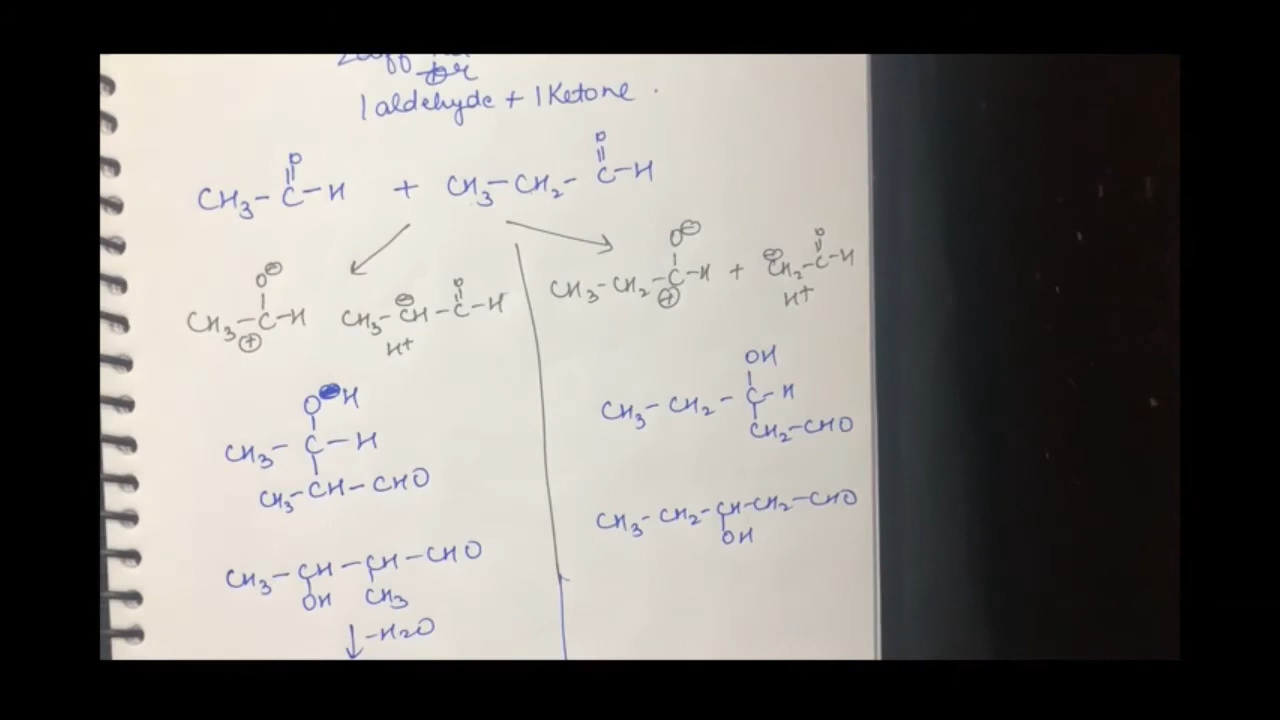 or
1 aldehyde + 1 Ketone .
O O
CH3-C-H + CH3-CH2-C-H
O⊖ O
CH3-C-H CH3-CH-C-H
⊕ ⊖
H+
O⊖ O
CH3-CH2-C-H + CH2-C-H
⊕ ⊖
H+
OH
CH3-C-H
CH3-CH-CHO
CH3-CH-CH-CHO
OH CH3
↓-H2O
OH
CH3-CH2-C-H
CH2-CHO
CH3-CH2-CH-CH2-CHO
OH